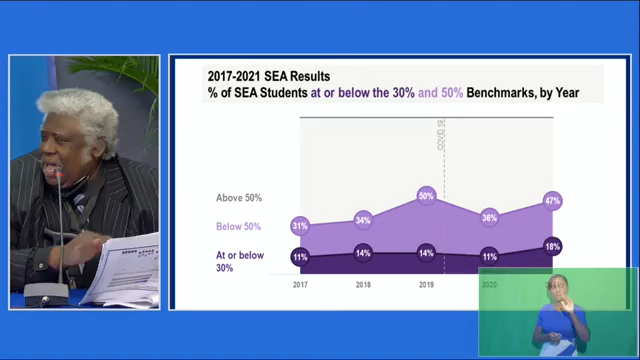 2017-2021 SEA Results
% of SEA Students at or below the 30% and 50% Benchmarks, by Year
COVID 19
Above 50%
Below 50%
At or below
30%
31%
34%
50%
36%
47%
11%
14%
14%
11%
18%
2017
2018
2019
2020